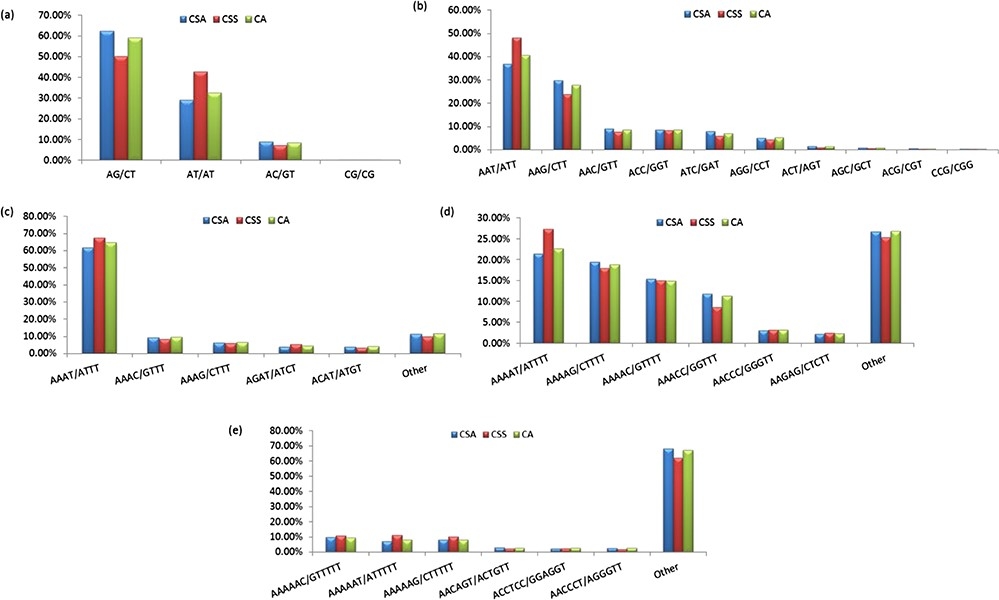 (a)
CSA CSS CA
70.00%
60.00%
50.00%
40.00%
30.00%
20.00%
10.00%
0.00%
AG/CT AT/AT AC/GT CG/CG
(b)
CSA CSS CA
60.00%
50.00%
40.00%
30.00%
20.00%
10.00%
0.00%
AAT/ATT AAG/CTT AAC/GTT ACC/GGT ATC/GAT AGG/CCT ACT/AGT AGC/GCT ACG/CGT CCG/CGG
(c)
CSA CSS CA
80.00%
70.00%
60.00%
50.00%
40.00%
30.00%
20.00%
10.00%
0.00%
AAAT/ATTT AAAC/GTTT AAAG/CTTT AGAT/ATCT ACAT/ATGT Other
(d)
CSA CSS CA
30.00%
25.00%
20.00%
15.00%
10.00%
5.00%
0.00%
AAAAT/ATTTT AAAAG/CTTTT AAAAC/GTTTT AAACC/GGTTT AACCC/GGGTT AAGAG/CTCTT Other
(e)
CSA CSS CA
80.00%
70.00%
60.00%
50.00%
40.00%
30.00%
20.00%
10.00%
0.00%
AAAAAC/GTTTTT AAAAAT/ATTTTT AAAAAG/CTTTTT AACAGT/ACTGTT ACCTCC/GGAGGT AACCCT/AGGGTT Other